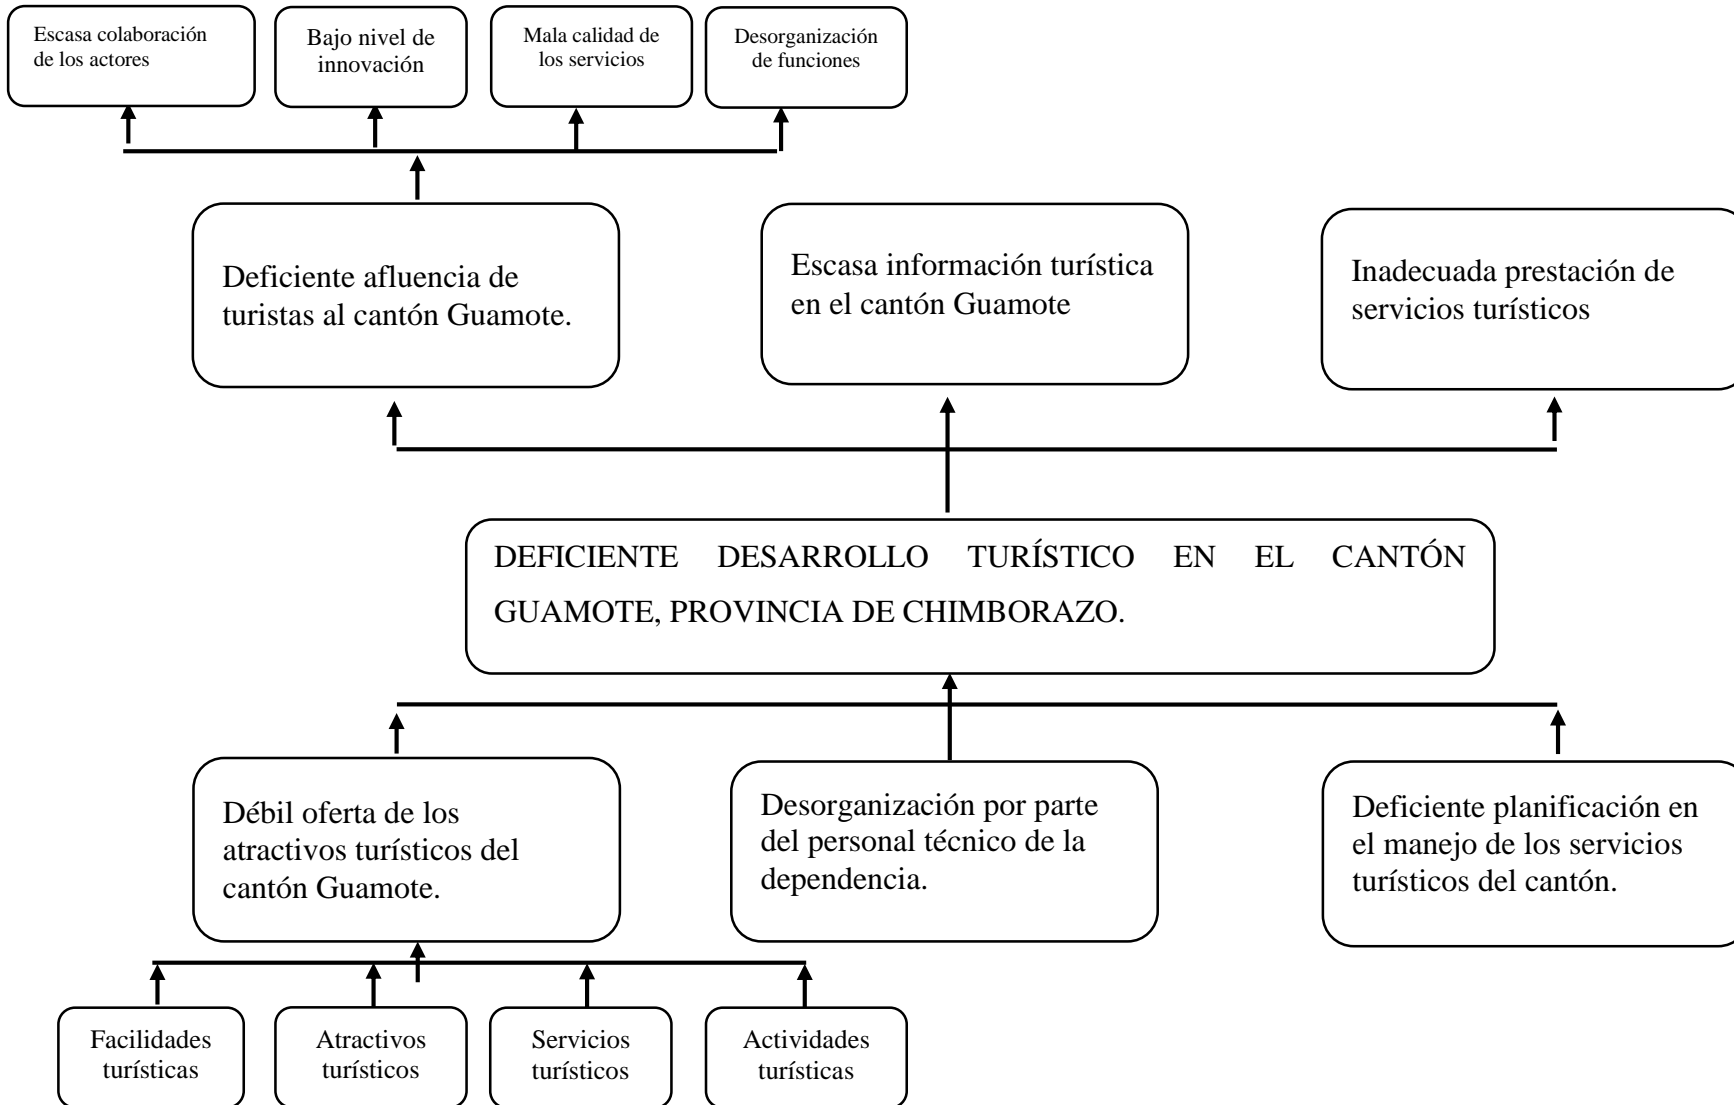 Escasa colaboración
de los actores
Bajo nivel de
innovación
Mala calidad de
los servicios
Desorganización
de funciones
Deficiente afluencia de
turistas al cantón Guamote.
Escasa información turística
en el cantón Guamote
Inadecuada prestación de
servicios turísticos
DEFICIENTE DESARROLLO TURÍSTICO EN EL CANTÓN
GUAMOTE, PROVINCIA DE CHIMBORAZO.
Débil oferta de los
atractivos turísticos del
cantón Guamote.
Desorganización por parte
del personal técnico de la
dependencia.
Deficiente planificación en
el manejo de los servicios
turísticos del cantón.
Facilidades
turísticas
Atractivos
turísticos
Servicios
turísticos
Actividades
turísticas